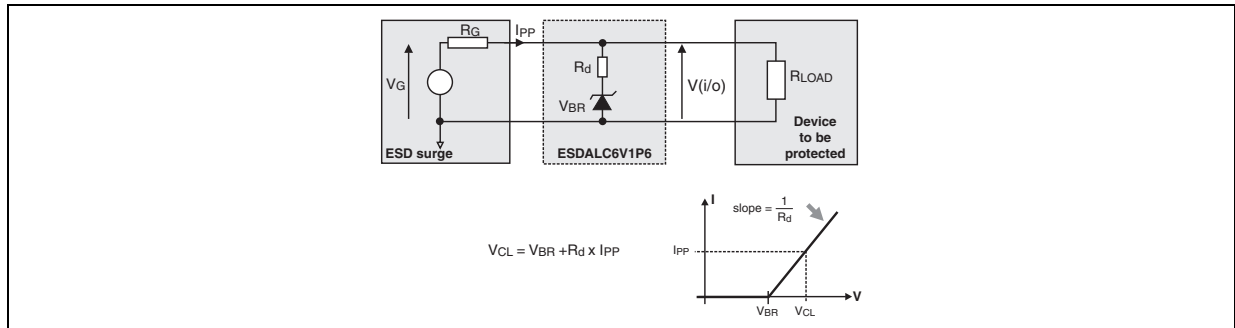 RG
IPP
Rd
VG
VBR
V(i/o)
RLOAD
Device
to be
protected
ESD surge
ESDALC6V1P6
I
slope = 1/Rd
VCL = VBR +Rd x IPP
IPP
V
VBR
VCL